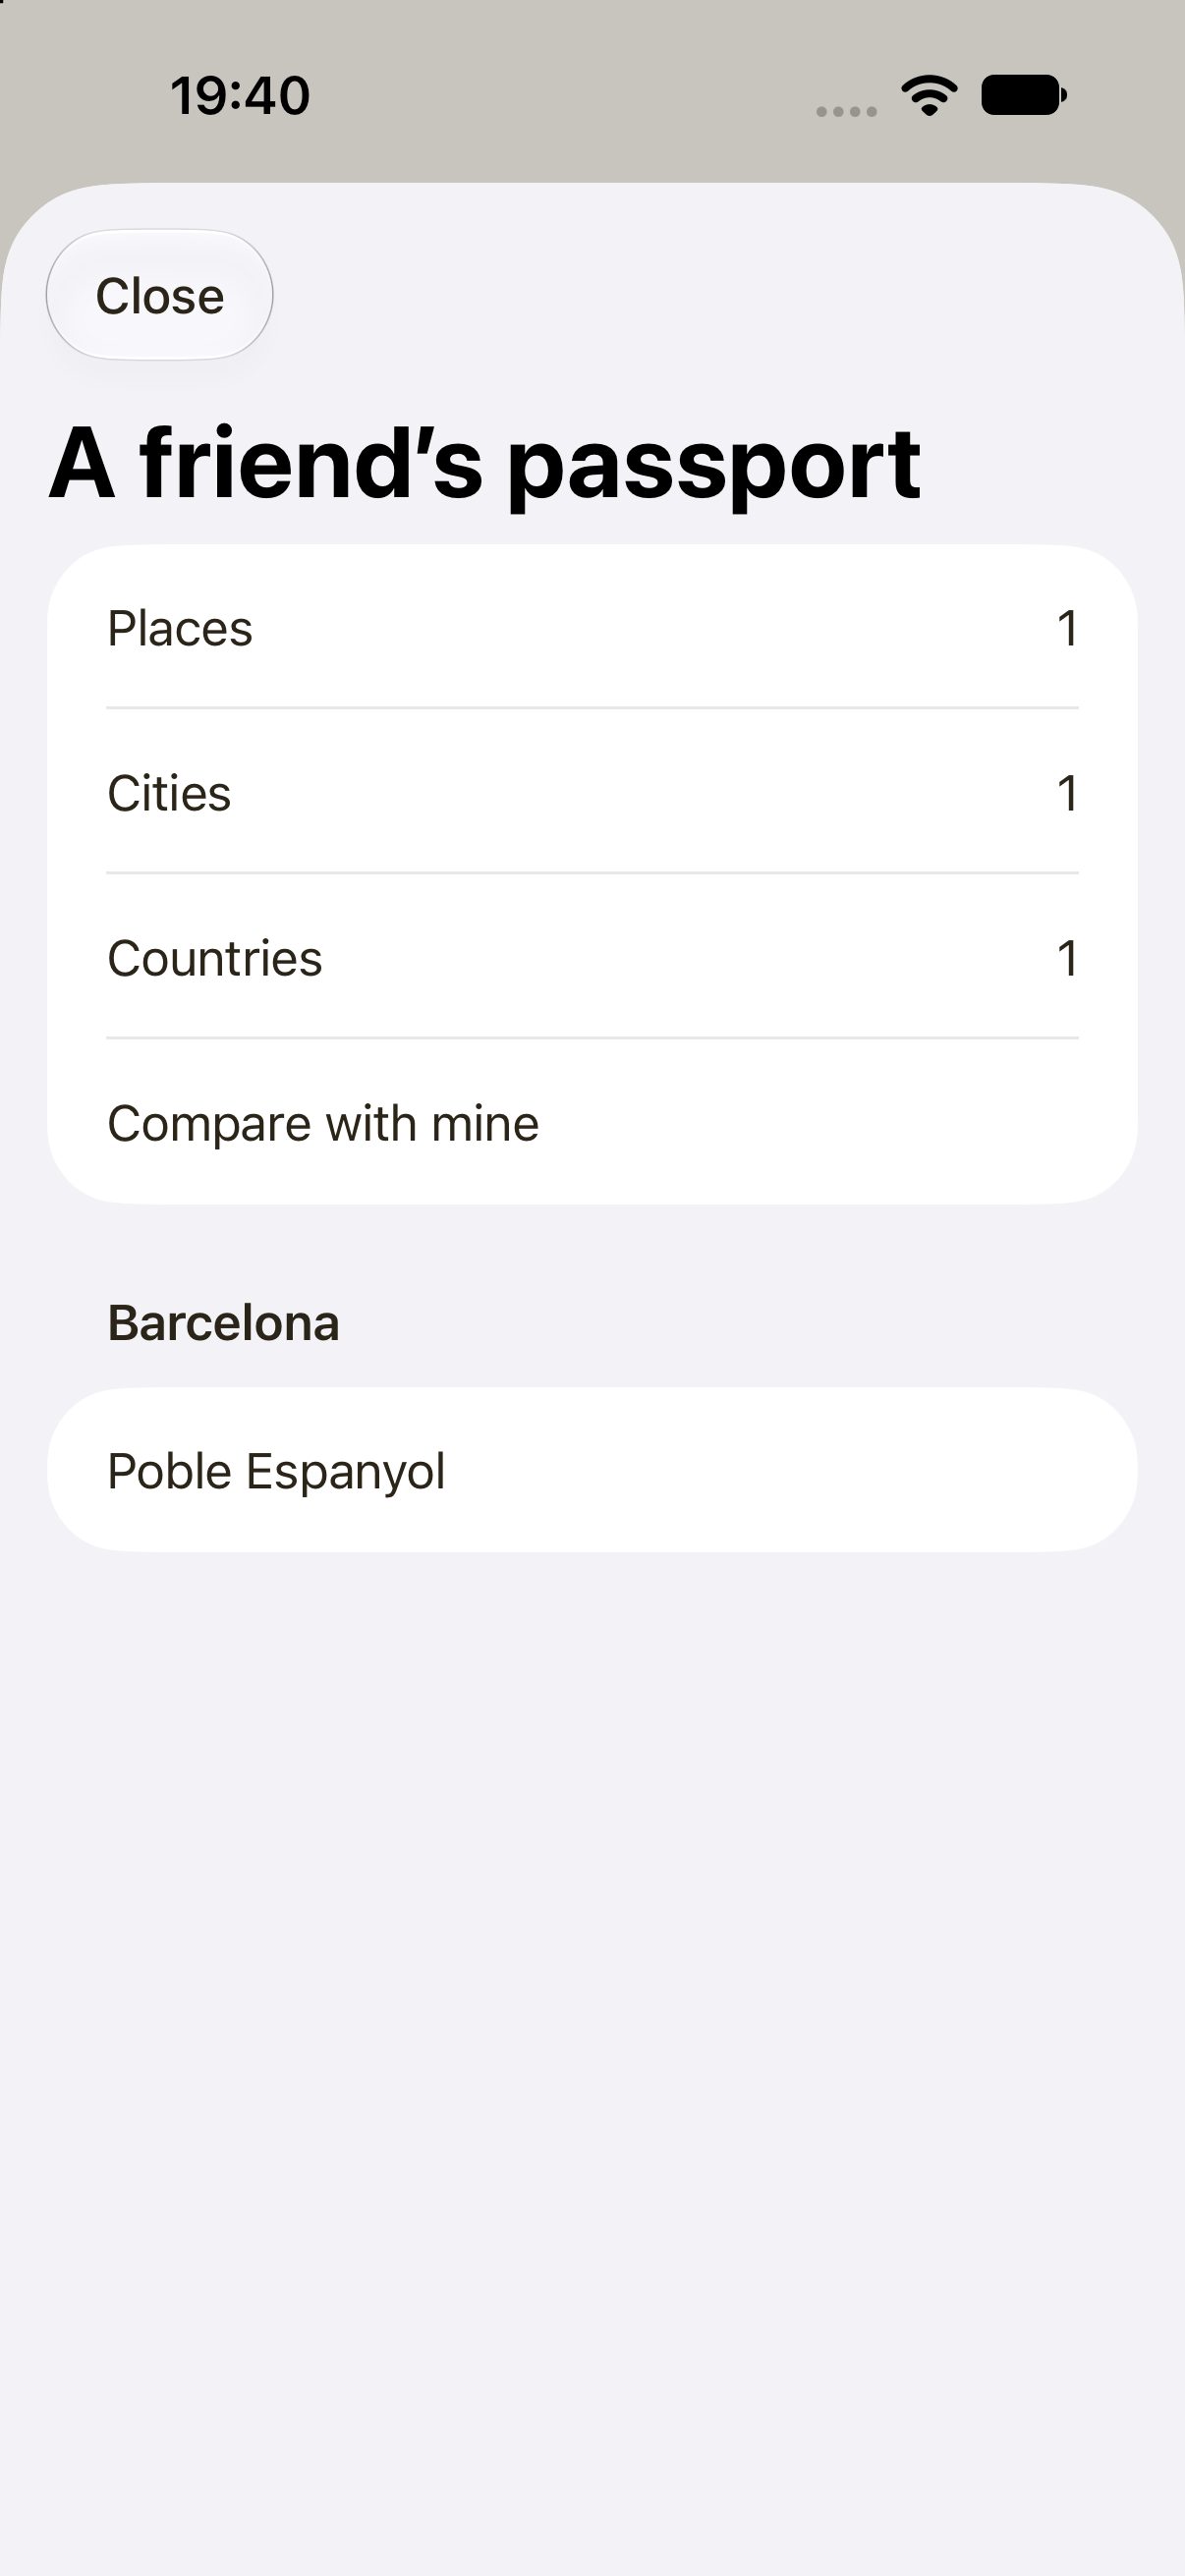 19:40
Close
A friend’s passport
Places 1
Cities 1
Countries 1
Compare with mine
Barcelona
Poble Espanyol